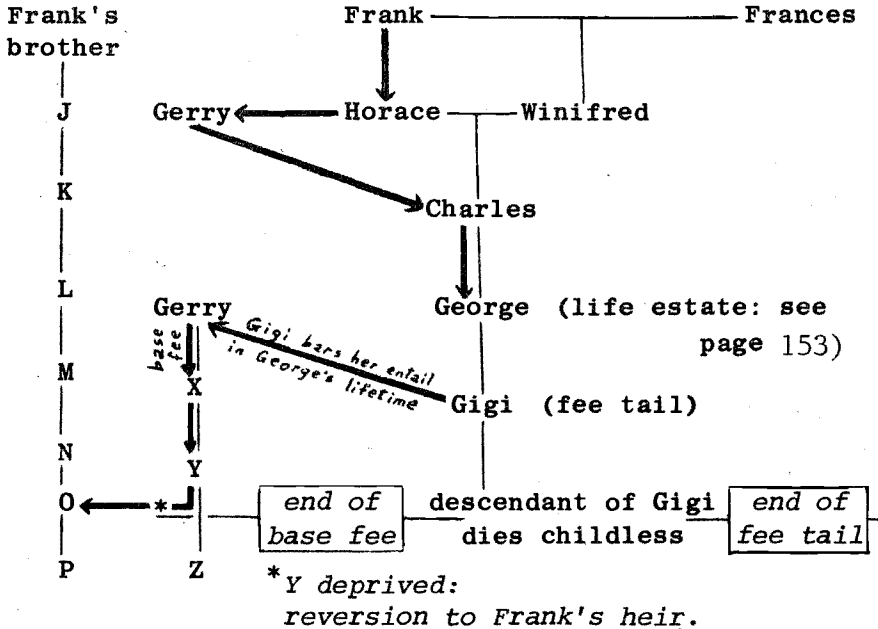 Frank's Frank Frances
brother
J Gerry Horace Winifred
K
Charles
L Gerry George (life estate: see
page 153)
base
fee
Gigi bars her entail
in George's lifetime
M X Gigi (fee tail)
N Y
O * end of descendant of Gigi end of
base fee dies childless fee tail
P Z
*Y deprived:
reversion to Frank's heir.